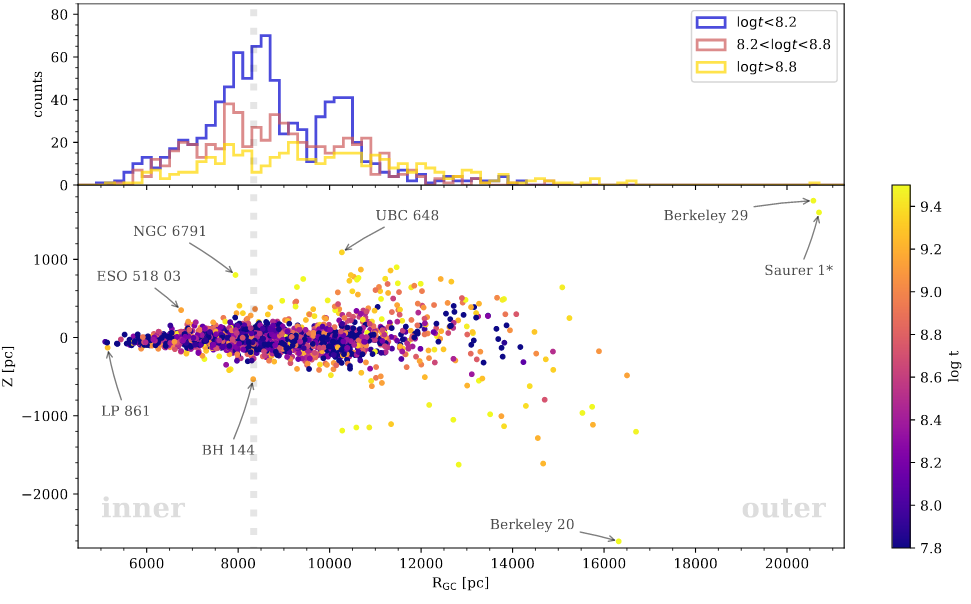 80
60
40
20
0
counts
logt<8.2
8.2<logt<8.8
logt>8.8
1000
0
−1000
−2000
Z [pc]
Berkeley 29
Saurer 1*
UBC 648
NGC 6791
ESO 518 03
LP 861
BH 144
Berkeley 20
inner
outer
6000 8000 10000 12000 14000 16000 18000 20000
RGC [pc]
9.4
9.2
9.0
8.8
8.6
8.4
8.2
8.0
7.8
log t